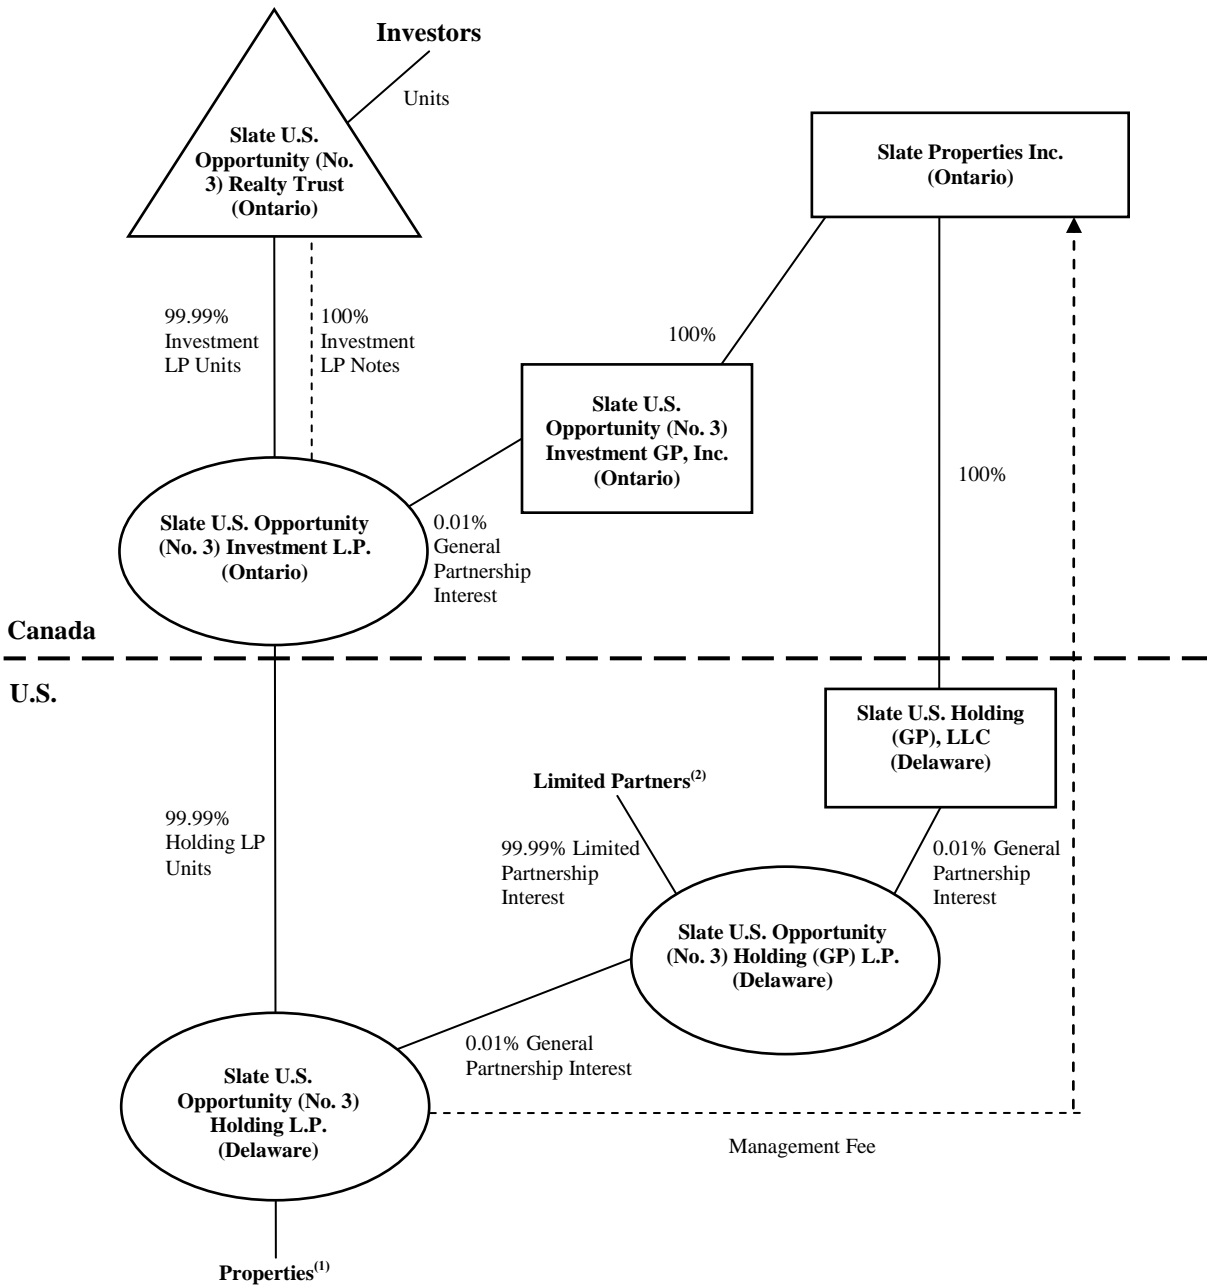 Investors
Units
Slate U.S.
Opportunity (No.
3) Realty Trust
(Ontario)
Slate Properties Inc.
(Ontario)
99.99%
Investment
LP Units
100%
Investment
LP Notes
100%
Slate U.S.
Opportunity (No. 3)
Investment GP, Inc.
(Ontario)
100%
Slate U.S. Opportunity
(No. 3) Investment L.P.
(Ontario)
0.01%
General
Partnership
Interest
Canada
U.S.
Slate U.S. Holding
(GP), LLC
(Delaware)
Limited Partners(2)
99.99%
Holding LP
Units
99.99% Limited
Partnership
Interest
0.01% General
Partnership
Interest
Slate U.S. Opportunity
(No. 3) Holding (GP) L.P.
(Delaware)
0.01% General
Partnership Interest
Slate U.S.
Opportunity (No. 3)
Holding L.P.
(Delaware)
Management Fee
Properties(1)